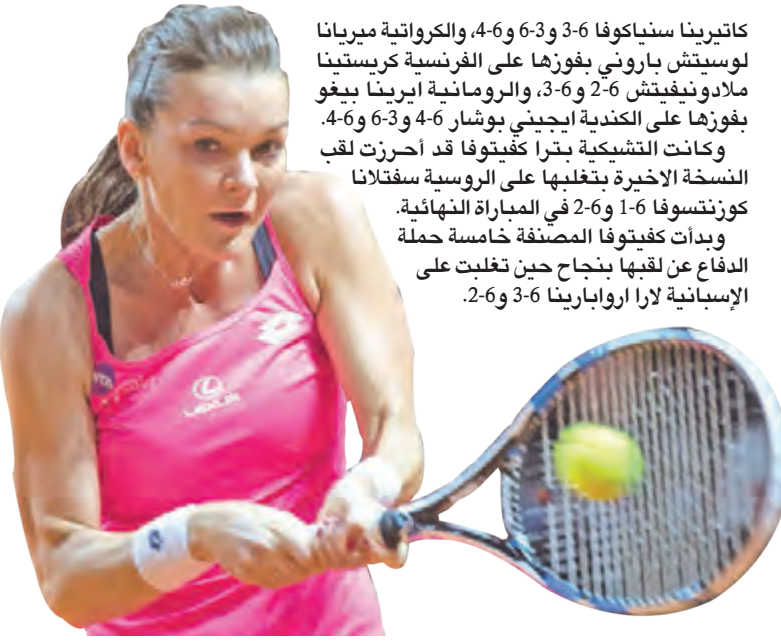 كاتيرينا سنياكوفا 6-3 و3-6 و6-4، والكرواتية ميريانا
لوسيتش باروني بفوزها على الفرنسية كريستينا
ملادونيفيتش 6-2 و6-3، والرومانية ايرينا بيغو
بفوزها على الكندية ايجيني بوشار 6-4 و3-6 و6-4.
وكانت التشيكية بترا كفيتوفا قد أحرزت لقب
النسخة الاخيرة بتغلبها على الروسية سفتلانا
كوزنتسوفا 6-1 و6-2 في المباراة النهائية.
وبدأت كفيتوفا المصنفة خامسة حملة
الدفاع عن لقبها بنجاح حين تغلبت على
الإسبانية لارا اروابارينا 6-3 و6-2.
LEXUS